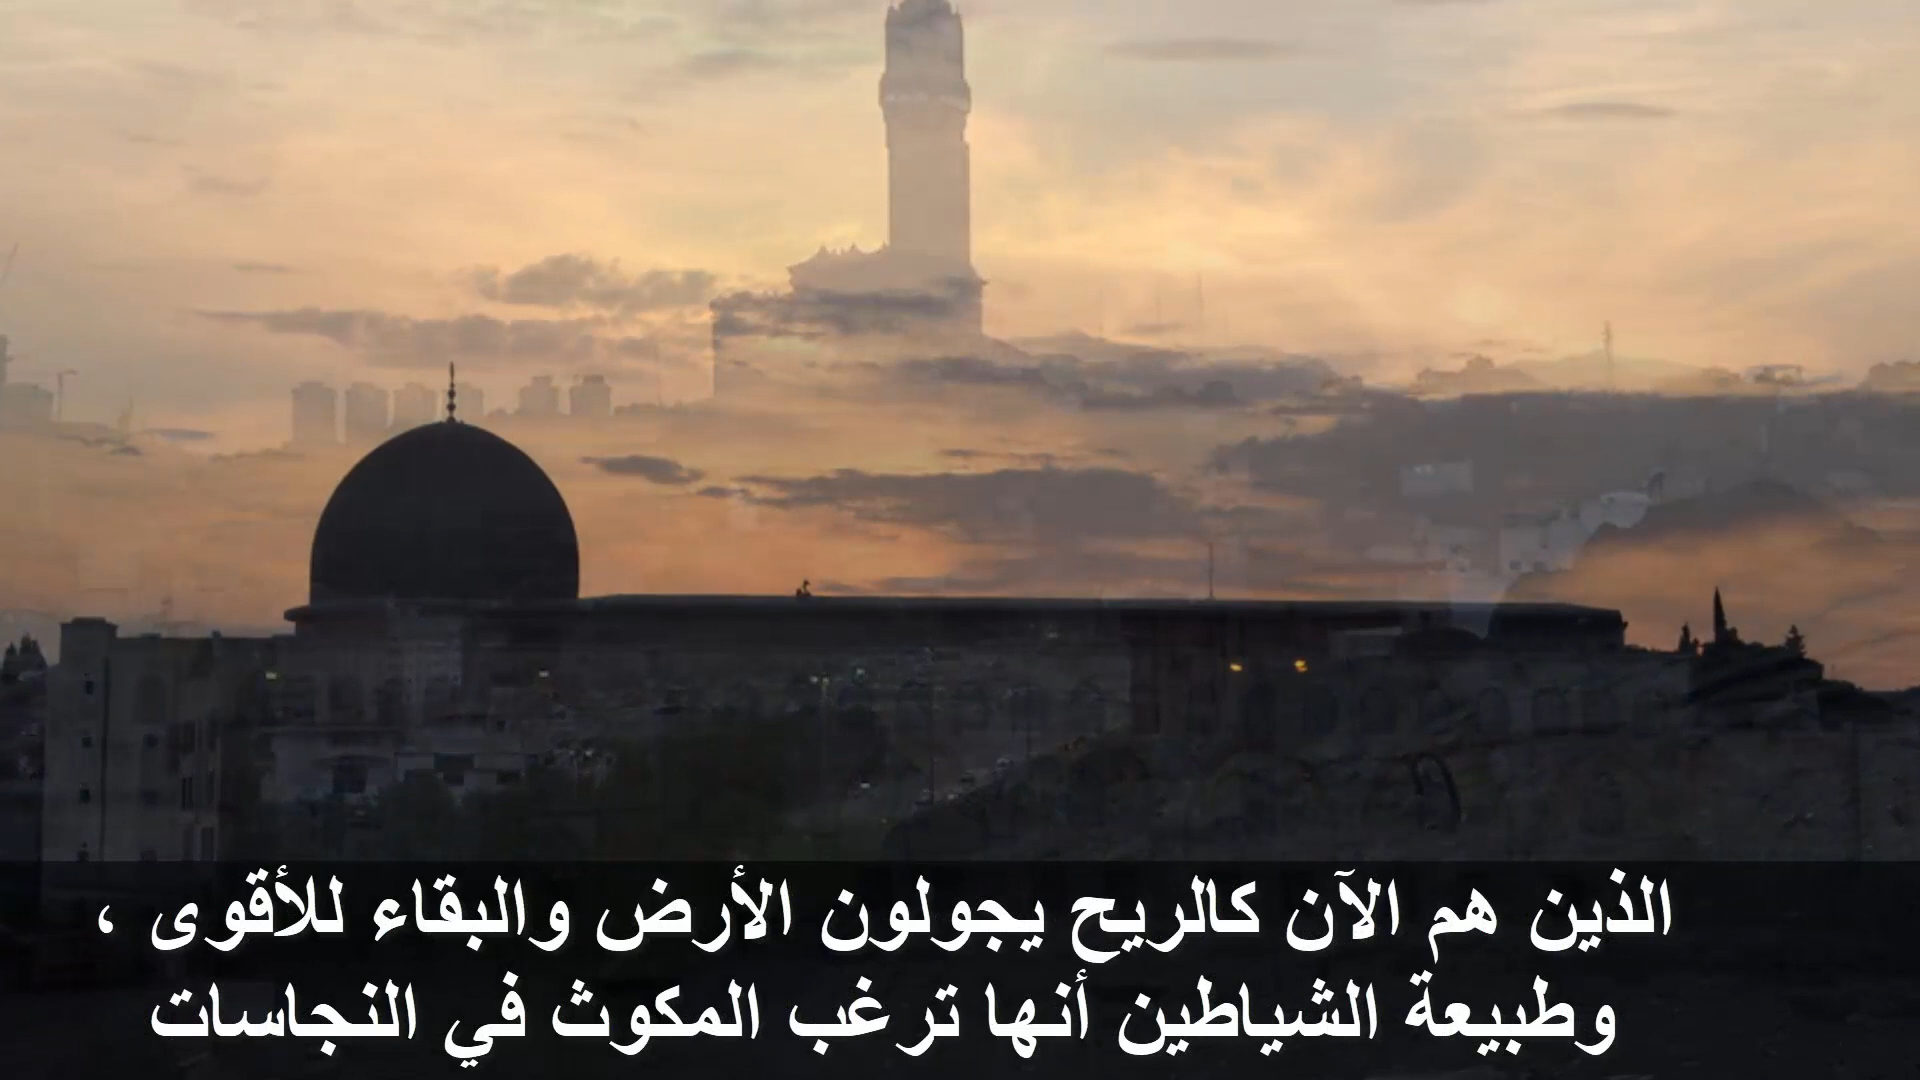 الذين هم الآن كالريح يجولون الأرض والبقاء للأقوى ،
وطبيعة الشياطين أنها ترغب المكوث في النجاسات